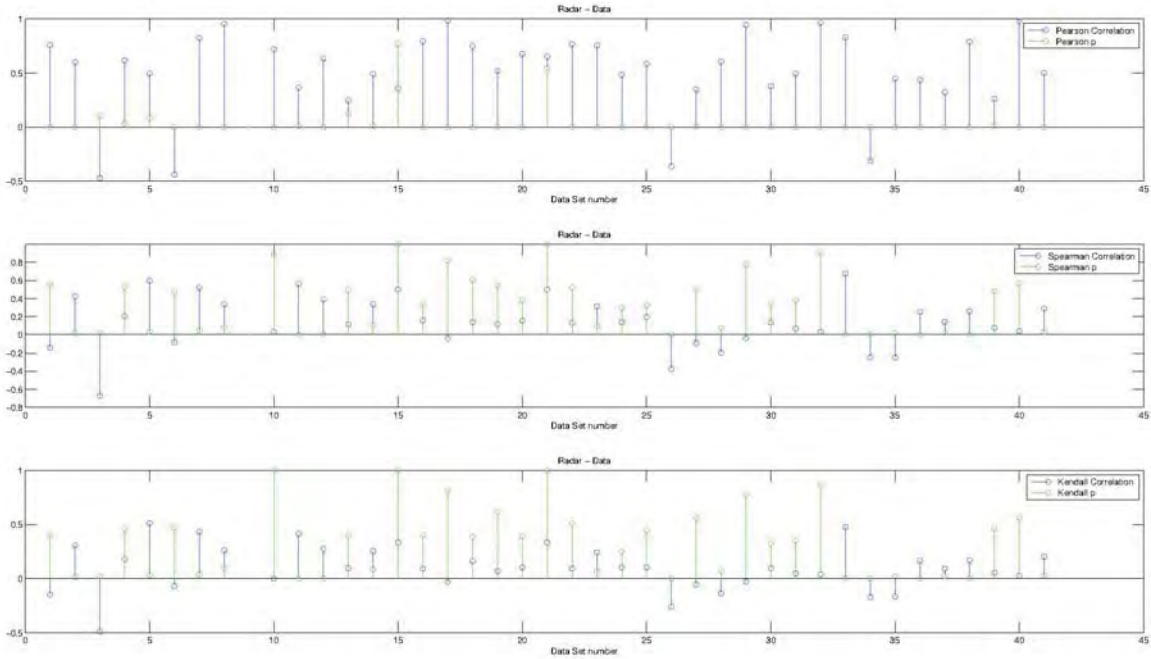 Radar – Data
1
0.5
0
−0.5
Pearson Correlation
Pearson p
0 5 10 15 20 25 30 35 40 45
Data Set number
Radar – Data
0.8
0.6
0.4
0.2
0
−0.2
−0.4
−0.6
−0.8
Spearman Correlation
Spearman p
0 5 10 15 20 25 30 35 40 45
Data Set number
Radar – Data
1
0.5
0
−0.5
Kendall Correlation
Kendall p
0 5 10 15 20 25 30 35 40 45
Data Set number